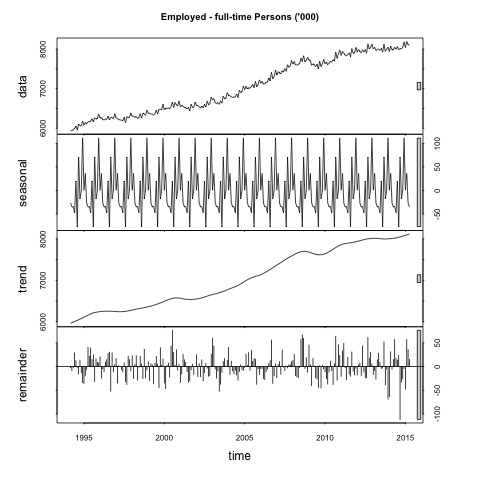 Employed - full-time Persons ('000)
data
6000 7000 8000
seasonal
-50 0 50 100
trend
6000 7000 8000
remainder
-100 -50 0 50
1995 2000 2005 2010 2015
time